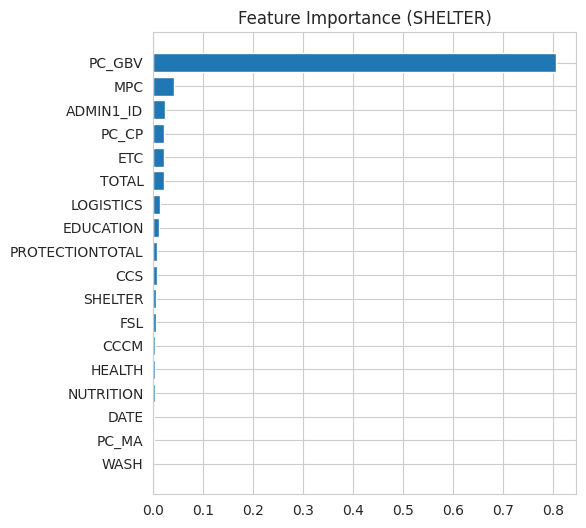 Feature Importance (SHELTER)
PC_GBV
MPC
ADMIN1_ID
PC_CP
ETC
TOTAL
LOGISTICS
EDUCATION
PROTECTIONTOTAL
CCS
SHELTER
FSL
CCCM
HEALTH
NUTRITION
DATE
PC_MA
WASH
0.0 0.1 0.2 0.3 0.4 0.5 0.6 0.7 0.8